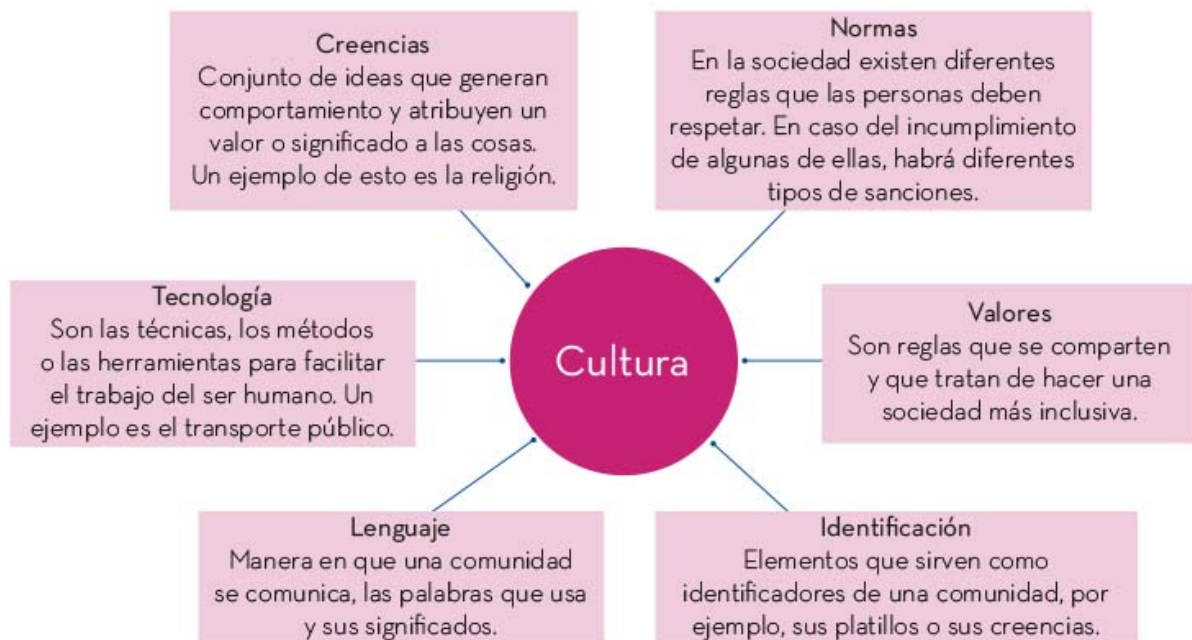 Creencias
Conjunto de ideas que generan
comportamiento y atribuyen un
valor o significado a las cosas.
Un ejemplo de esto es la religión.
Normas
En la sociedad existen diferentes
reglas que las personas deben
respetar. En caso del incumplimiento
de algunas de ellas, habrá diferentes
tipos de sanciones.
Tecnología
Son las técnicas, los métodos
o las herramientas para facilitar
el trabajo del ser humano. Un
ejemplo es el transporte público.
Cultura
Valores
Son reglas que se comparten
y que tratan de hacer una
sociedad más inclusiva.
Lenguaje
Manera en que una comunidad
se comunica, las palabras que usa
y sus significados.
Identificación
Elementos que sirven como
identificadores de una comunidad, por
ejemplo, sus platillos o sus creencias.